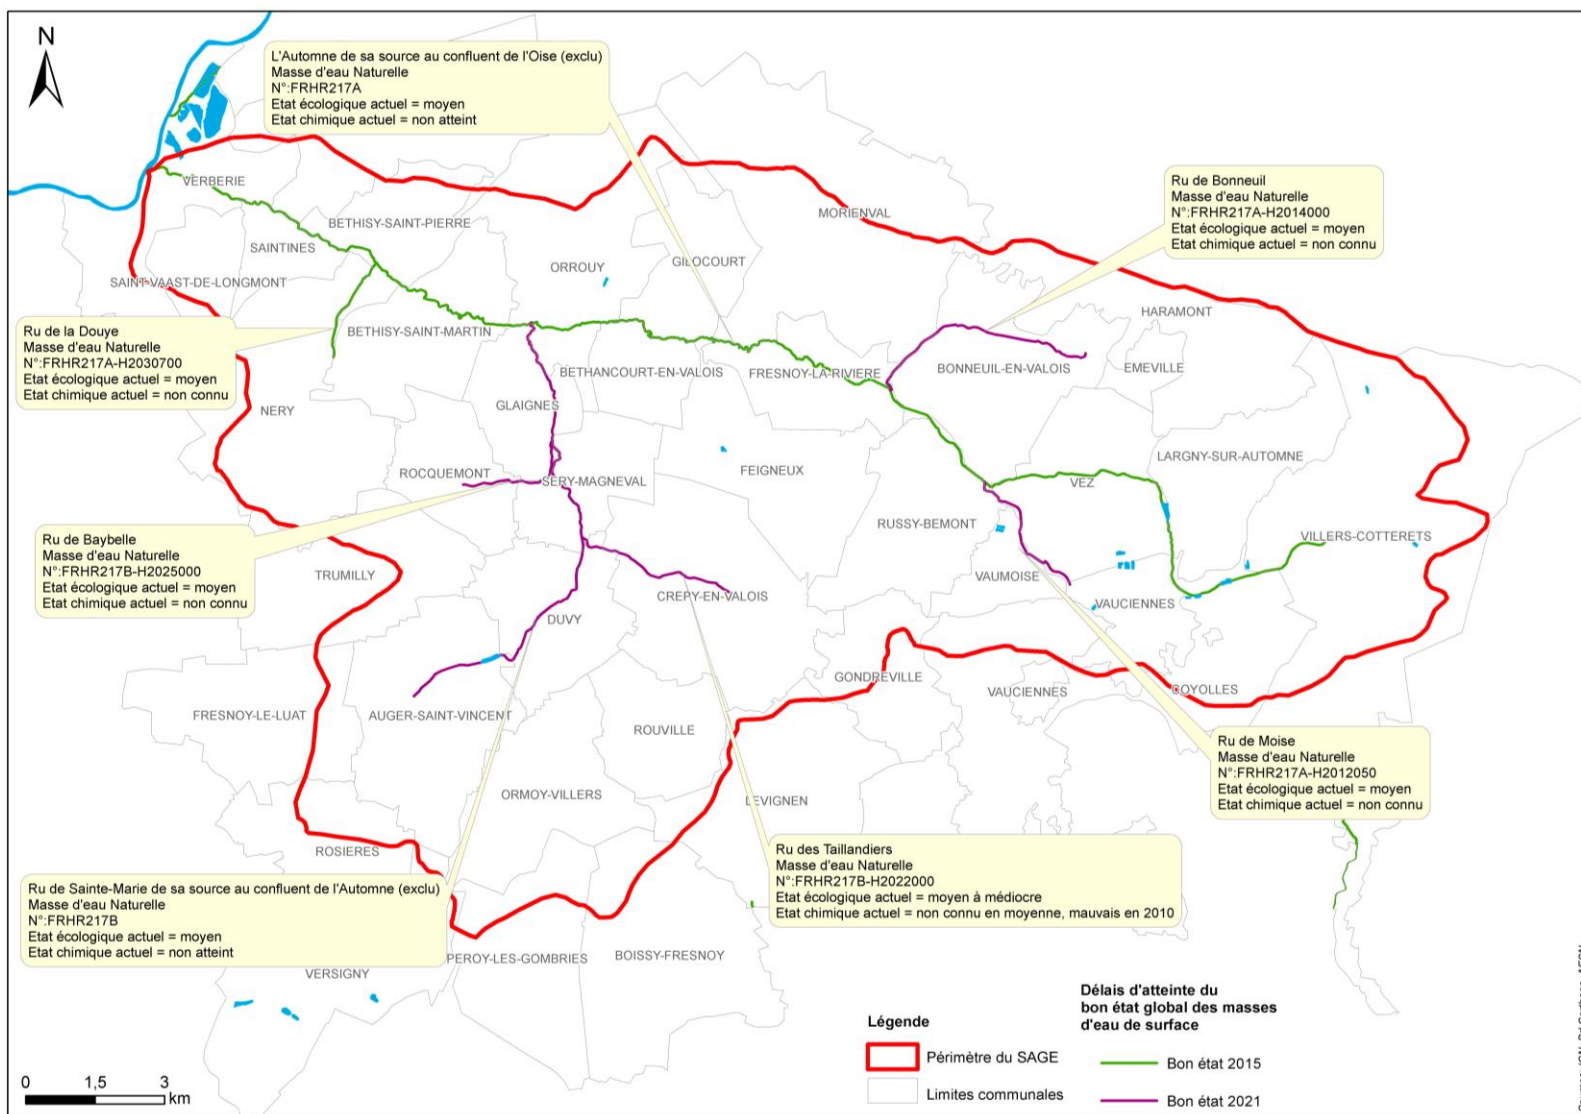 N
L'Automne de sa source au confluent de l'Oise (exclu)
Masse d'eau Naturelle
N°:FRHR217A
Etat écologique actuel = moyen
Etat chimique actuel = non atteint
Ru de Bonneuil
Masse d'eau Naturelle
N°:FRHR217A-H2014000
Etat écologique actuel = moyen
Etat chimique actuel = non connu
VERBERIE
BETHISY-SAINT-PIERRE
MORIENVAL
SAINTINES
ORROUY
GILOCOURT
SAINT-VAAST-DE-LONGMONT
HARAMONT
Ru de la Douye
Masse d'eau Naturelle
N°:FRHR217A-H2030700
Etat écologique actuel = moyen
Etat chimique actuel = non connu
BETHISY-SAINT-MARTIN
BETHANCOURT-EN-VALOIS
FRESNOY-LA-RIVIERE
BONNEUIL-EN-VALOIS
EMEVILLE
NERY
GLAIGNES
ROCQUEMONT
SERY-MAGNEVAL
FEIGNEUX
LARGNY-SUR-AUTOMNE
VEZ
RUSSY-BEMONT
VILLERS-COTTERETS
Ru de Baybelle
Masse d'eau Naturelle
N°:FRHR217B-H2025000
Etat écologique actuel = moyen
Etat chimique actuel = non connu
TRUMILLY
VAUMOISE
CREPY-EN-VALOIS
VAUCIENNES
DUVY
GONDREVILLE
VAUCIENNES
COYOLLES
FRESNOY-LE-LUAT
AUGER-SAINT-VINCENT
ROUVILLE
Ru de Moise
Masse d'eau Naturelle
N°:FRHR217A-H2012050
Etat écologique actuel = moyen
Etat chimique actuel = non connu
ORMOY-VILLERS
LEVIGNEN
ROSIERES
Ru des Taillandiers
Masse d'eau Naturelle
N°:FRHR217B-H2022000
Etat écologique actuel = moyen à médiocre
Etat chimique actuel = non connu en moyenne, mauvais en 2010
Ru de Sainte-Marie de sa source au confluent de l'Automne (exclu)
Masse d'eau Naturelle
N°:FRHR217B
Etat écologique actuel = moyen
Etat chimique actuel = non atteint
PEROY-LES-GOMBRIES
BOISSY-FRESNOY
VERSIGNY
Légende
Périmètre du SAGE
Limites communales
Délais d'atteinte du
bon état global des masses
d'eau de surface
Bon état 2015
Bon état 2021
0 1,5 3
km